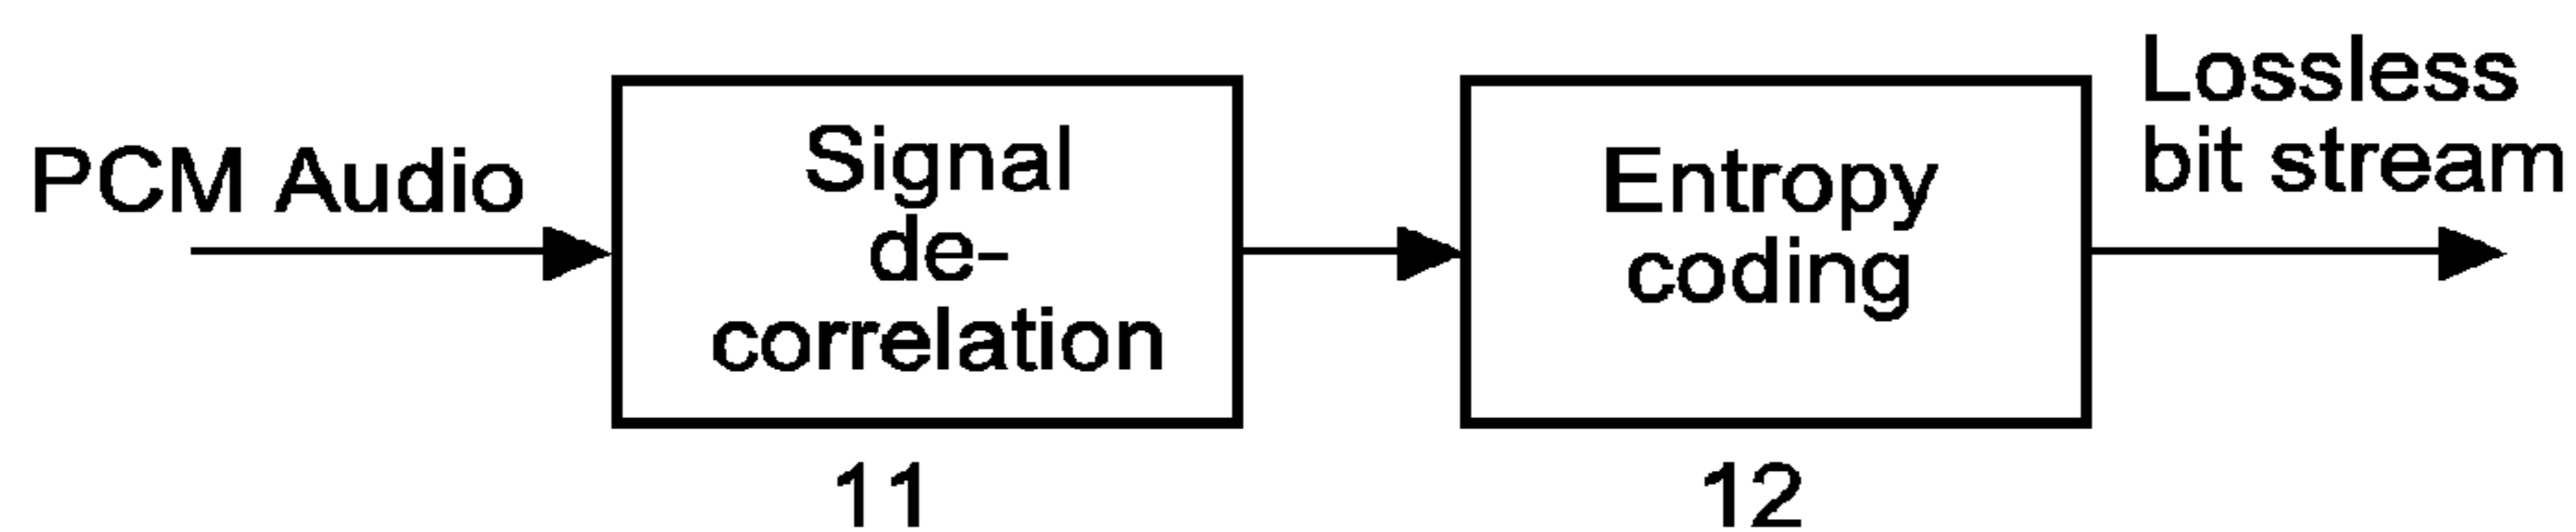 PCM Audio
Signal
de-
correlation
11
Entropy
coding
12
Lossless
bit stream